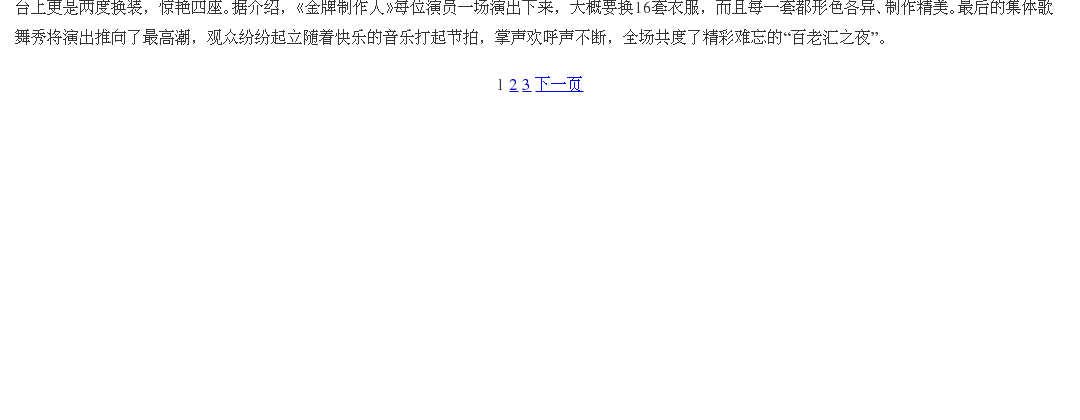 台上更是两度换装，惊艳四座。据介绍，《金牌制作人》每位演员一场演出下来，大概要换16套衣服，而且每一套都形色各异、制作精美。最后的集体歌
舞秀将演出推向了最高潮，观众纷纷起立随着快乐的音乐打起节拍，掌声欢呼声不断，全场共度了精彩难忘的“百老汇之夜”。
1 2 3 下一页